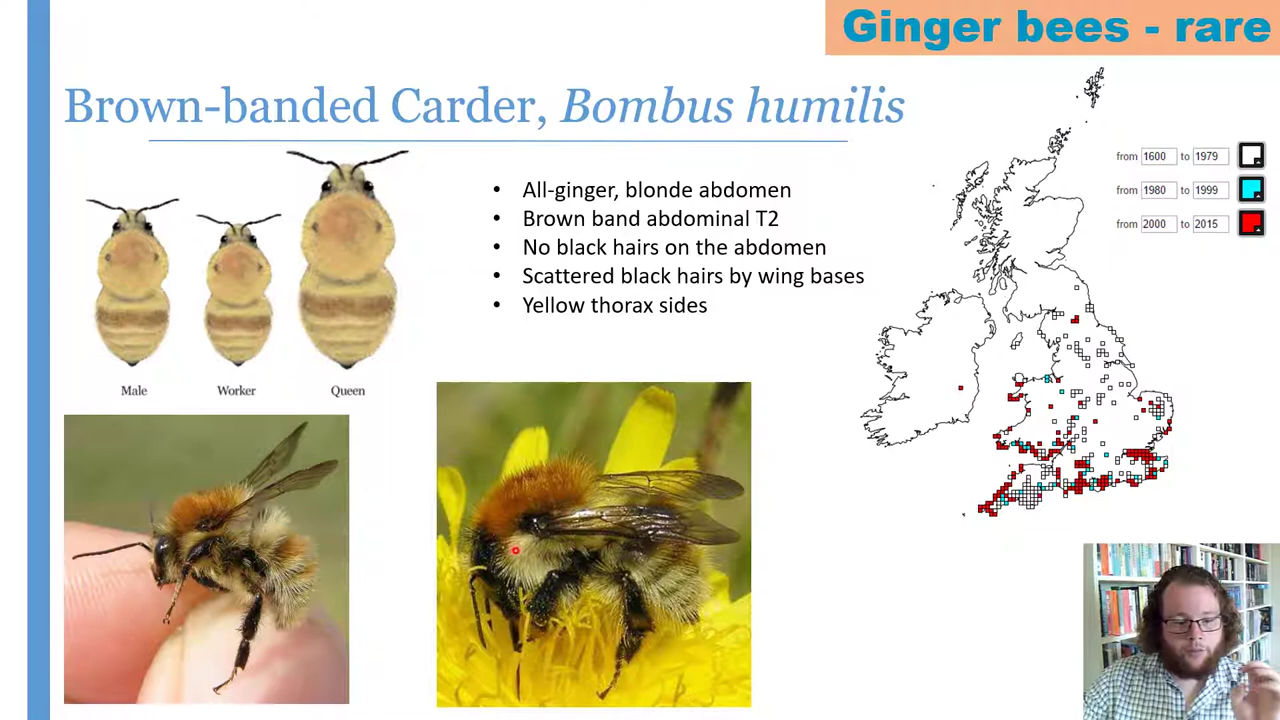 Ginger bees - rare
Brown-banded Carder, Bombus humilis
• All-ginger, blonde abdomen
• Brown band abdominal T2
• No black hairs on the abdomen
• Scattered black hairs by wing bases
• Yellow thorax sides
Male
Worker
Queen
from 1600 to 1979
from 1980 to 1999
from 2000 to 2015